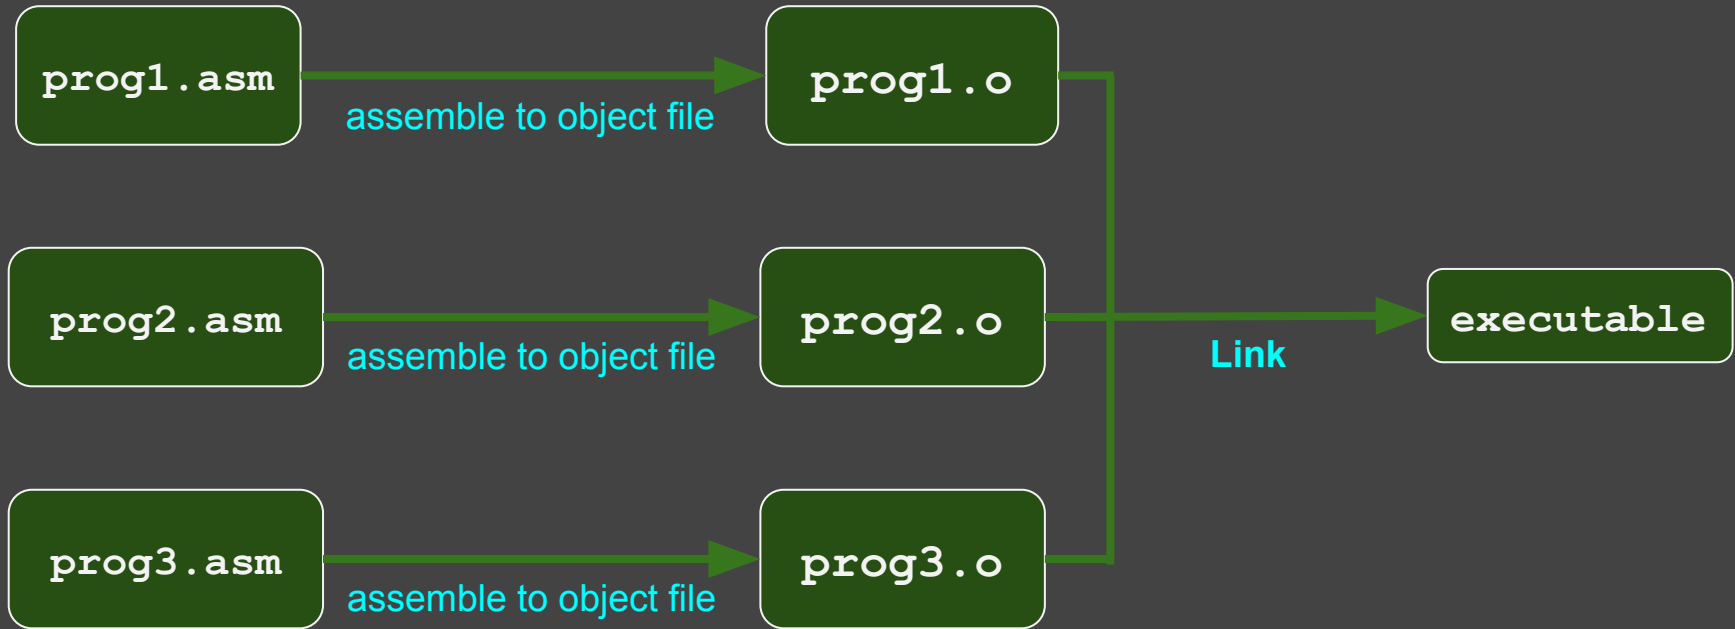 prog1.asm
assemble to object file
prog1.o
prog2.asm
assemble to object file
prog2.o
Link
executable
prog3.asm
assemble to object file
prog3.o